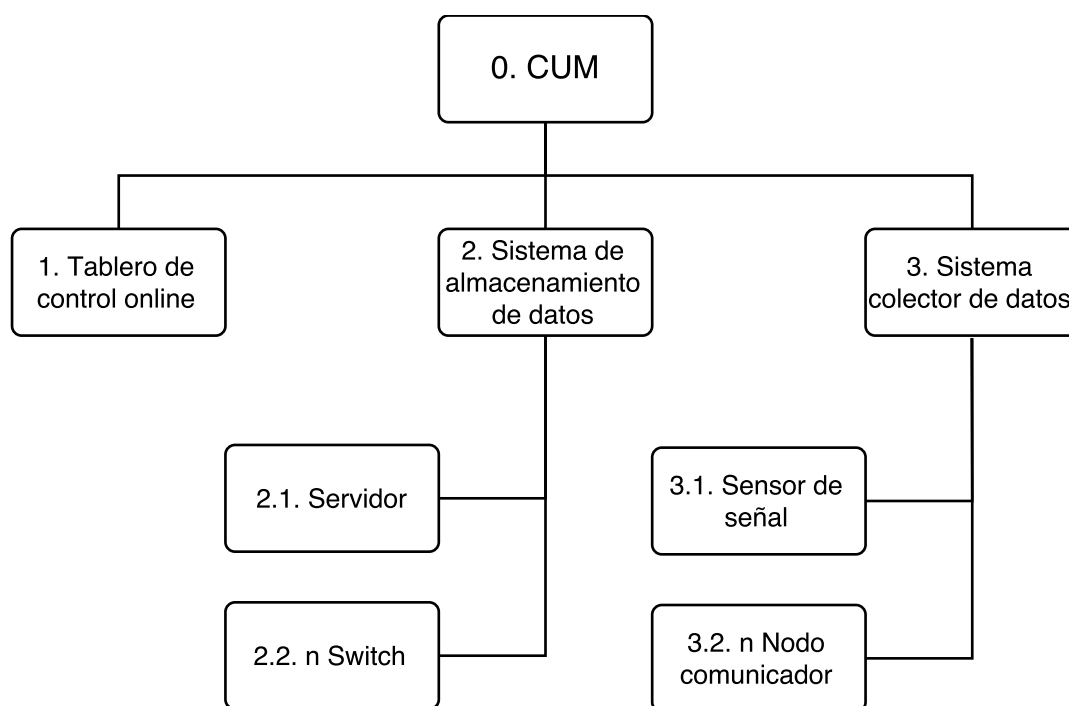 0. CUM
1. Tablero de
control online
2. Sistema de
almacenamiento
de datos
3. Sistema
colector de datos
2.1. Servidor
3.1. Sensor de
señal
2.2. n Switch
3.2. n Nodo
comunicador